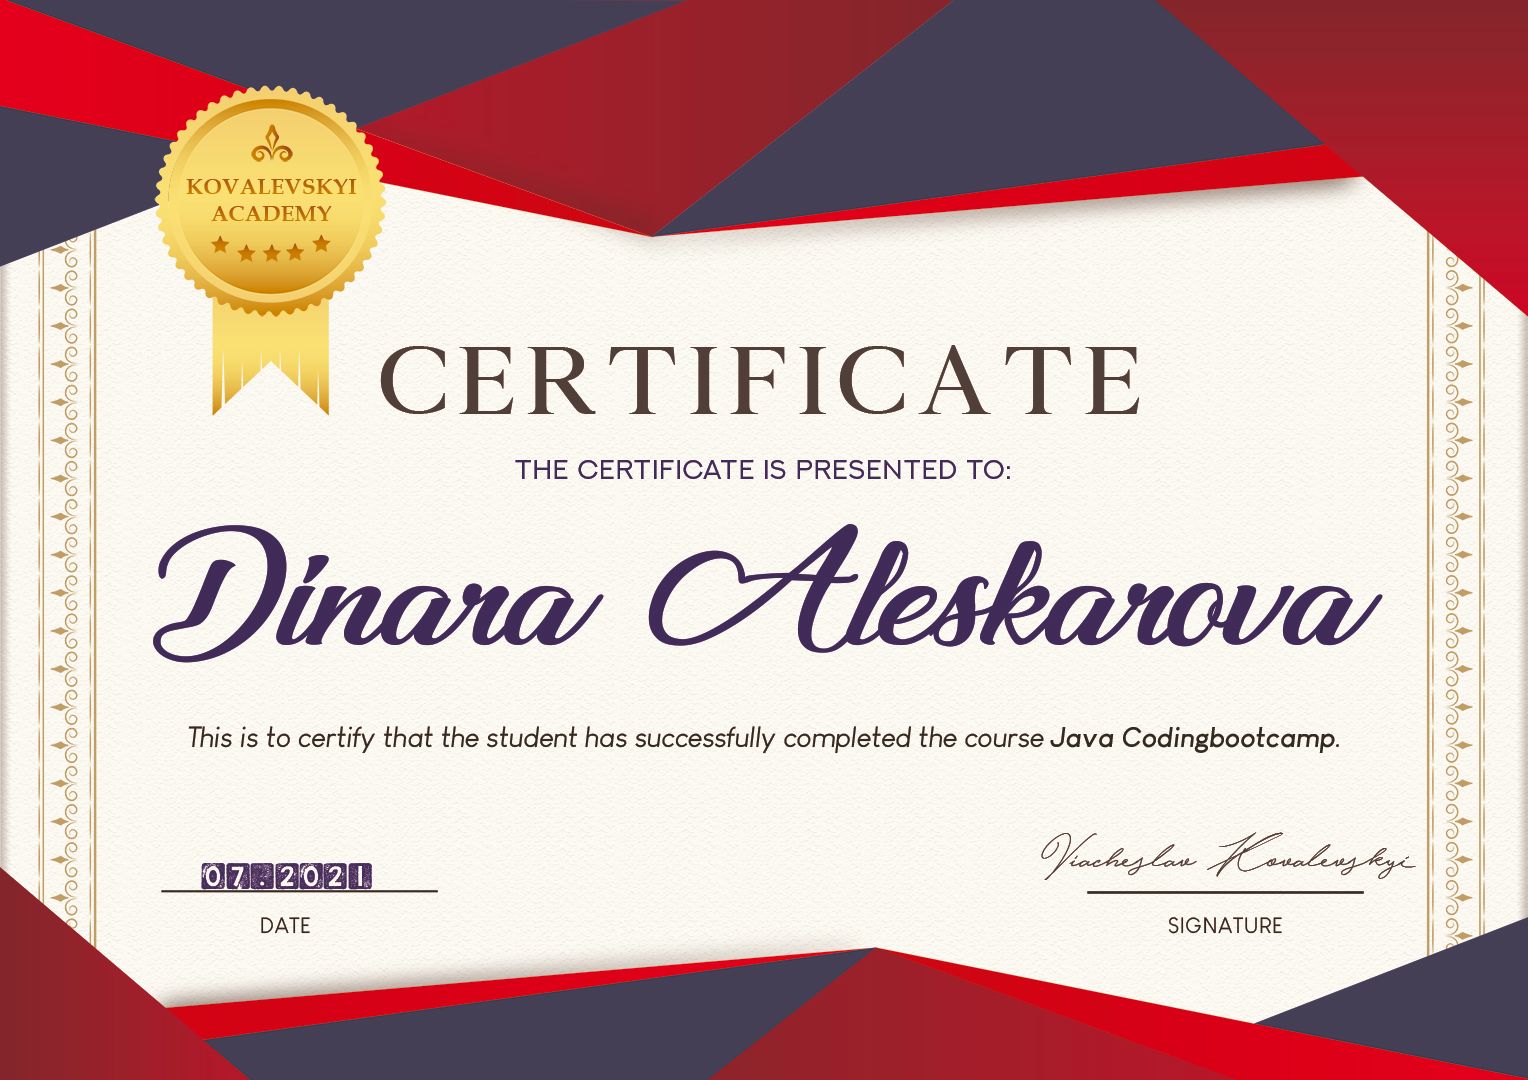 KOVALEVSKYI
ACADEMY
CERTIFICATE
THE CERTIFICATE IS PRESENTED TO:
Dinara Aleskarova
This is to certify that the student has successfully completed the course Java Codingbootcamp.
07.2021
Viacheslav Kovalevskyi
DATE
SIGNATURE